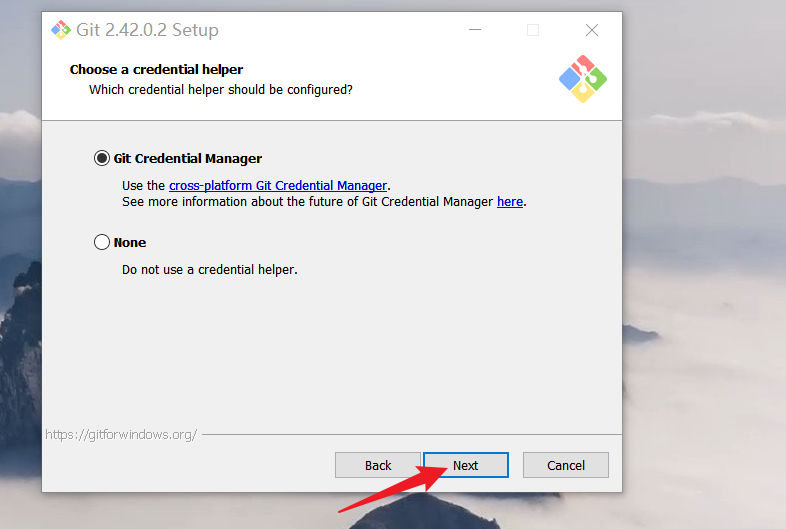 Git 2.42.0.2 Setup
Choose a credential helper
Which credential helper should be configured?
Git Credential Manager
Use the cross-platform Git Credential Manager.
See more information about the future of Git Credential Manager here.
None
Do not use a credential helper.
https://gitforwindows.org/
Back
Next
Cancel